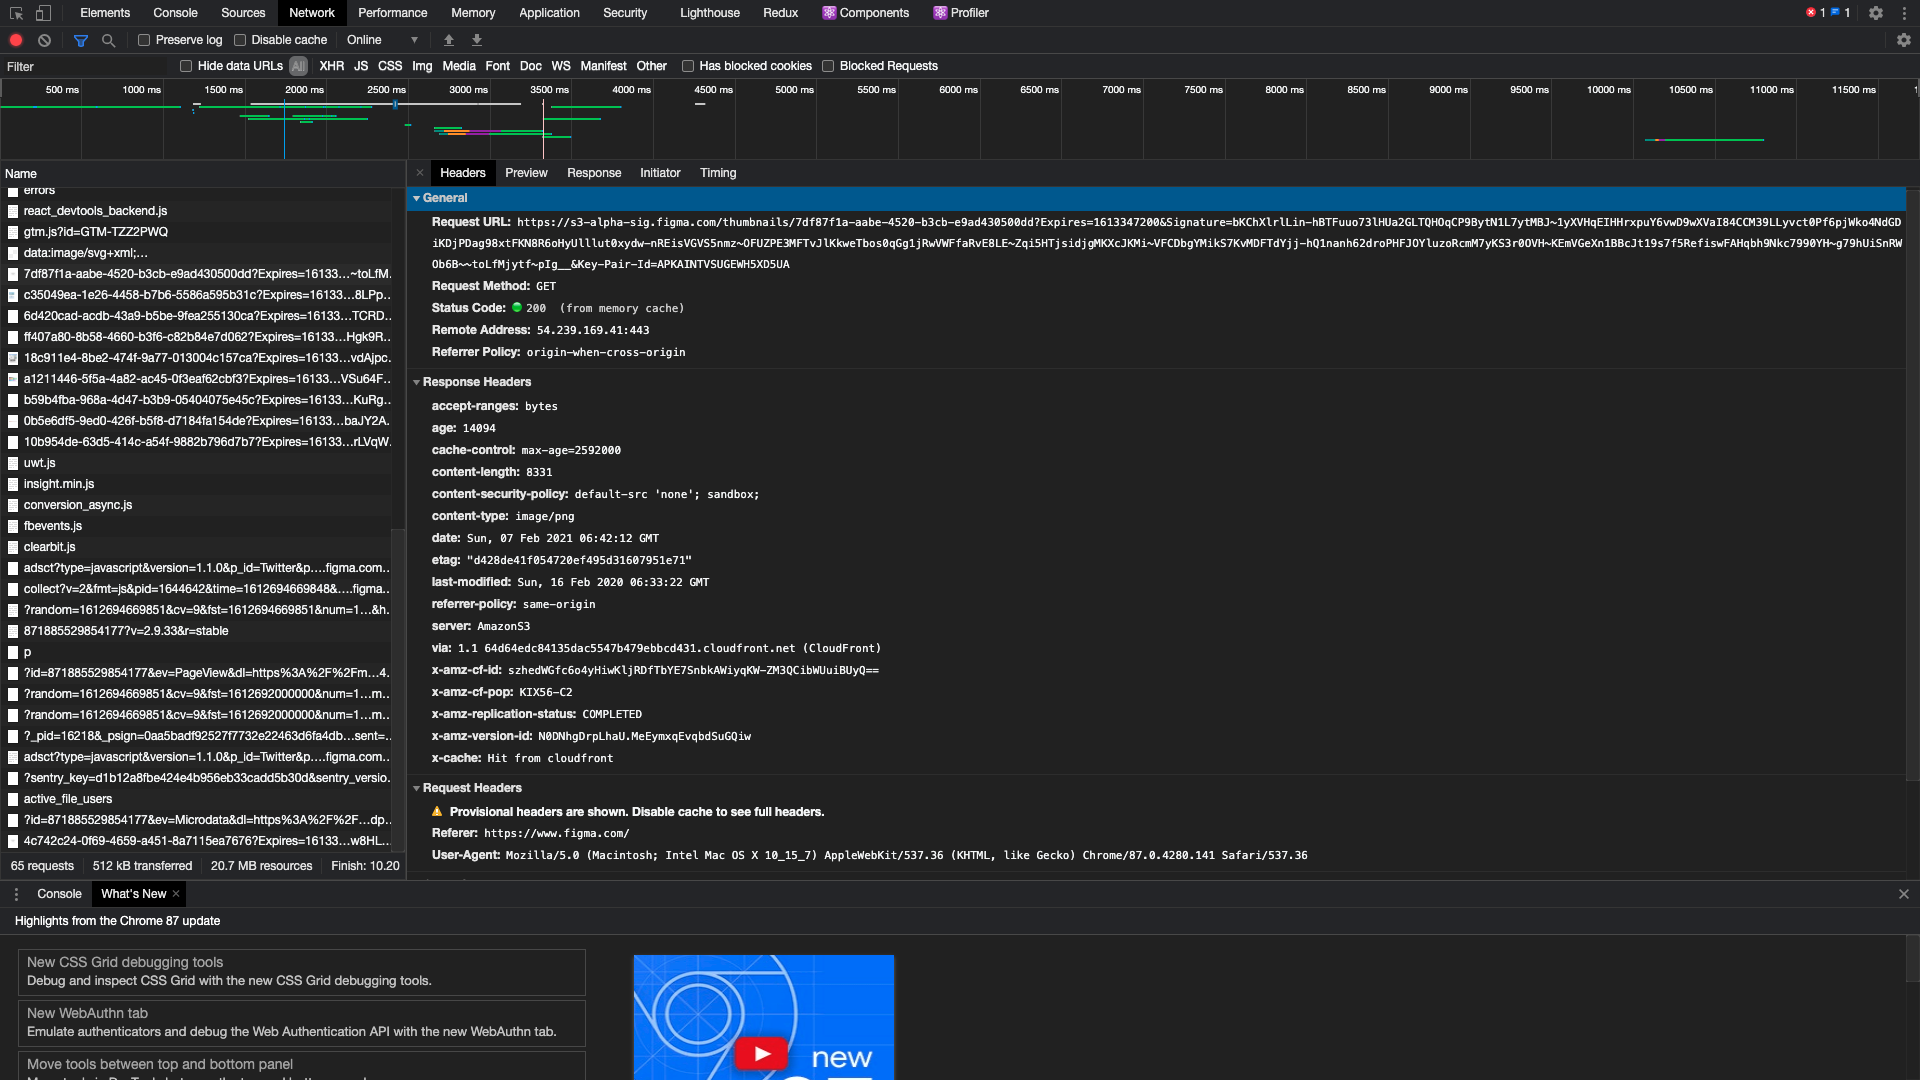 Elements Console Sources Network Performance Memory Application Security Lighthouse Redux Components Profiler 1 1
Preserve log Disable cache Online
Filter Hide data URLs All XHR JS CSS Img Media Font Doc WS Manifest Other Has blocked cookies Blocked Requests
500 ms 1000 ms 1500 ms 2000 ms 2500 ms 3000 ms 3500 ms 4000 ms 4500 ms 5000 ms 5500 ms 6000 ms 6500 ms 7000 ms 7500 ms 8000 ms 8500 ms 9000 ms 9500 ms 10000 ms 10500 ms 11000 ms 11500 ms
Name
errors
react_devtools_backend.js
gtm.js?id=GTM-TZZ2PWQ
data:image/svg+xml;...
7df87f1a-aabe-4520-b3cb-e9ad430500dd?Expires=16133...~toLfM...
c35049ea-1e26-4458-b7b6-5586a595b31c?Expires=16133...8LPp...
6d420cad-acdb-43a9-b5be-9fea255130ca?Expires=16133...TCRD...
ff407a80-8b58-4660-b3f6-c82b84e7d062?Expires=16133...Hgk9R...
18c911e4-8be2-474f-9a77-013004c157ca?Expires=16133...vdAjpc...
a1211446-5f5a-4a82-ac45-0f3eaf62cbf3?Expires=16133...VSu64F...
b59b4fba-968a-4d47-b3b9-05404075e45c?Expires=16133...KuRg...
0b5e6df5-9ed0-426f-b5f8-d7184fa154de?Expires=16133...baJY2A...
10b954de-63d5-414c-a54f-9882b796d7b7?Expires=16133...rLVqW...
uwt.js
insight.min.js
conversion_async.js
fbevents.js
clearbit.js
adsct?type=javascript&version=1.1.0&p_id=Twitter&p....figma.com...
collect?v=2&fmt=js&pid=1644642&time=1612694669848&....figma...
?random=1612694669851&cv=9&fst=1612694669851&num=1...&h...
871885529854177?v=2.9.33&r=stable
p
?id=871885529854177&ev=PageView&dl=https%3A%2F%2Fm...4...
?random=1612694669851&cv=9&fst=1612692000000&num=1...m...
?random=1612694669851&cv=9&fst=1612692000000&num=1...m...
?_pid=16218&_psign=0aa5badf92527f7732e22463d6fa4db...sent=...
adsct?type=javascript&version=1.1.0&p_id=Twitter&p....figma.com...
?sentry_key=d1b12a8fbe424e4b956eb33cadd5b30d&sentry_versio...
active_file_users
?id=871885529854177&ev=Microdata&dl=https%3A%2F%2F...dp...
4c742c24-0f69-4659-a451-8a7115ea7676?Expires=16133...w8HL...
65 requests 512 kB transferred 20.7 MB resources Finish: 10.20
Headers Preview Response Initiator Timing
General
Request URL: https://s3-alpha-sig.figma.com/thumbnails/7df87f1a-aabe-4520-b3cb-e9ad430500dd?Expires=1613347200&Signature=bKChXlrlLin-hBTFuuo73lHUa2GLTQHOqCP9BytN1L7ytMBJ~1yXVHqEIHHrxpuY6vwD9wXVaI84CCM39LLyvct0Pf6pjWko4NdGD
iKDjPDag98xtFKN8R6oHyUlllut0xydw-nREisVGVS5nmz~OFUZPE3MFTvJlKkweTbos0qGg1jRwVWFfaRvE8LE~Zqi5HTjsidjgMKXcJKMi~VFCDbgYMikS7KvMDFTdYjj-hQ1nanh62droPHFJOYluzoRcmM7yKS3r0OVH~KEmVGeXn1BBcJt19s7f5RefiswFAHqbh9Nkc7990YH~g79hUiSnRW
Ob6B~~toLfMjytf~pIg__&Key-Pair-Id=APKAINTVSUGEWH5XD5UA
Request Method: GET
Status Code: 200 (from memory cache)
Remote Address: 54.239.169.41:443
Referrer Policy: origin-when-cross-origin
Response Headers
accept-ranges: bytes
age: 14094
cache-control: max-age=2592000
content-length: 8331
content-security-policy: default-src 'none'; sandbox;
content-type: image/png
date: Sun, 07 Feb 2021 06:42:12 GMT
etag: "d428de41f054720ef495d31607951e71"
last-modified: Sun, 16 Feb 2020 06:33:22 GMT
referrer-policy: same-origin
server: AmazonS3
via: 1.1 64d64edc84135dac5547b479ebbcd431.cloudfront.net (CloudFront)
x-amz-cf-id: szhedWGfc6o4yHiwKljRDfTbYE7SnbkAWiyqKW-ZM3QCibWUuiBUyQ==
x-amz-cf-pop: KIX56-C2
x-amz-replication-status: COMPLETED
x-amz-version-id: N0DNhgDrpLhaU.MeEymxqEvqbdSuGQiw
x-cache: Hit from cloudfront
Request Headers
Provisional headers are shown. Disable cache to see full headers.
Referer: https://www.figma.com/
User-Agent: Mozilla/5.0 (Macintosh; Intel Mac OS X 10_15_7) AppleWebKit/537.36 (KHTML, like Gecko) Chrome/87.0.4280.141 Safari/537.36
Console What's New
Highlights from the Chrome 87 update
New CSS Grid debugging tools
Debug and inspect CSS Grid with the new CSS Grid debugging tools.
New WebAuthn tab
Emulate authenticators and debug the Web Authentication API with the new WebAuthn tab.
Move tools between top and bottom panel
new